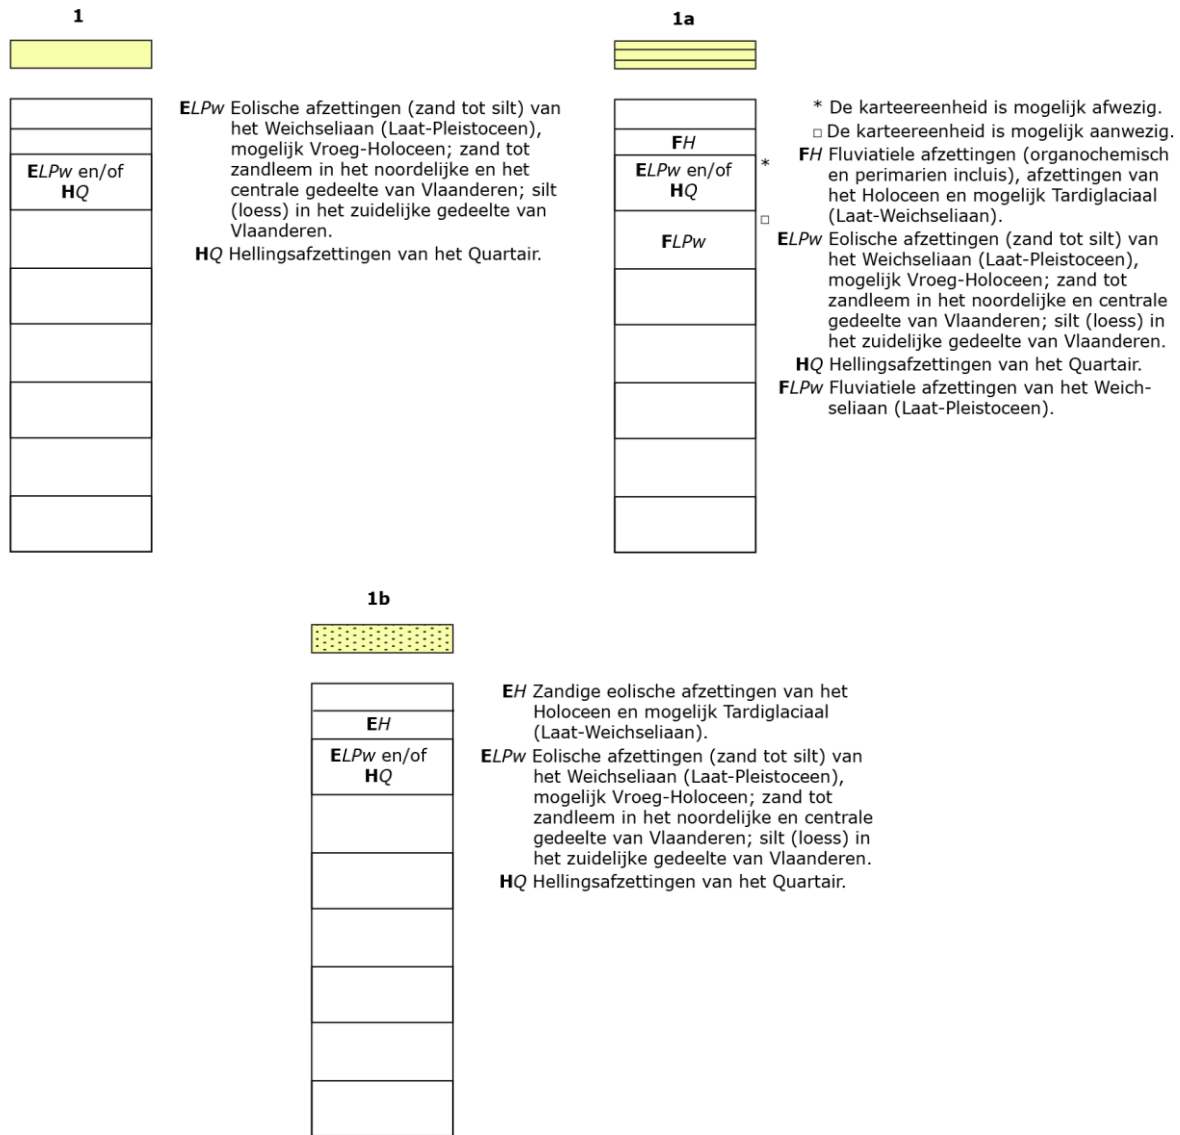 1
ELPw en/of
HQ
ELPw Eolische afzettingen (zand tot silt) van
het Weichseliaan (Laat-Pleistoceen),
mogelijk Vroeg-Holoceen; zand tot
zandleem in het noordelijke en het
centrale gedeelte van Vlaanderen; silt
(loess) in het zuidelijke gedeelte van
Vlaanderen.
HQ Hellingsafzettingen van het Quartair.
1a
FH
ELPw en/of
HQ
*
□
FLPw
* De karteereenheid is mogelijk afwezig.
□ De karteereenheid is mogelijk aanwezig.
FH Fluviatiele afzettingen (organochemisch
en perimarien incluis), afzettingen van
het Holoceen en mogelijk Tardiglaciaal
(Laat-Weichseliaan).
ELPw Eolische afzettingen (zand tot silt) van
het Weichseliaan (Laat-Pleistoceen),
mogelijk Vroeg-Holoceen; zand tot
zandleem in het noordelijke en centrale
gedeelte van Vlaanderen; silt (loess) in
het zuidelijke gedeelte van Vlaanderen.
HQ Hellingsafzettingen van het Quartair.
FLPw Fluviatiele afzettingen van het Weich-
seliaan (Laat-Pleistoceen).
1b
EH
ELPw en/of
HQ
EH Zandige eolische afzettingen van het
Holoceen en mogelijk Tardiglaciaal
(Laat-Weichseliaan).
ELPw Eolische afzettingen (zand tot silt) van
het Weichseliaan (Laat-Pleistoceen),
mogelijk Vroeg-Holoceen; zand tot
zandleem in het noordelijke en centrale
gedeelte van Vlaanderen; silt (loess) in
het zuidelijke gedeelte van Vlaanderen.
HQ Hellingsafzettingen van het Quartair.